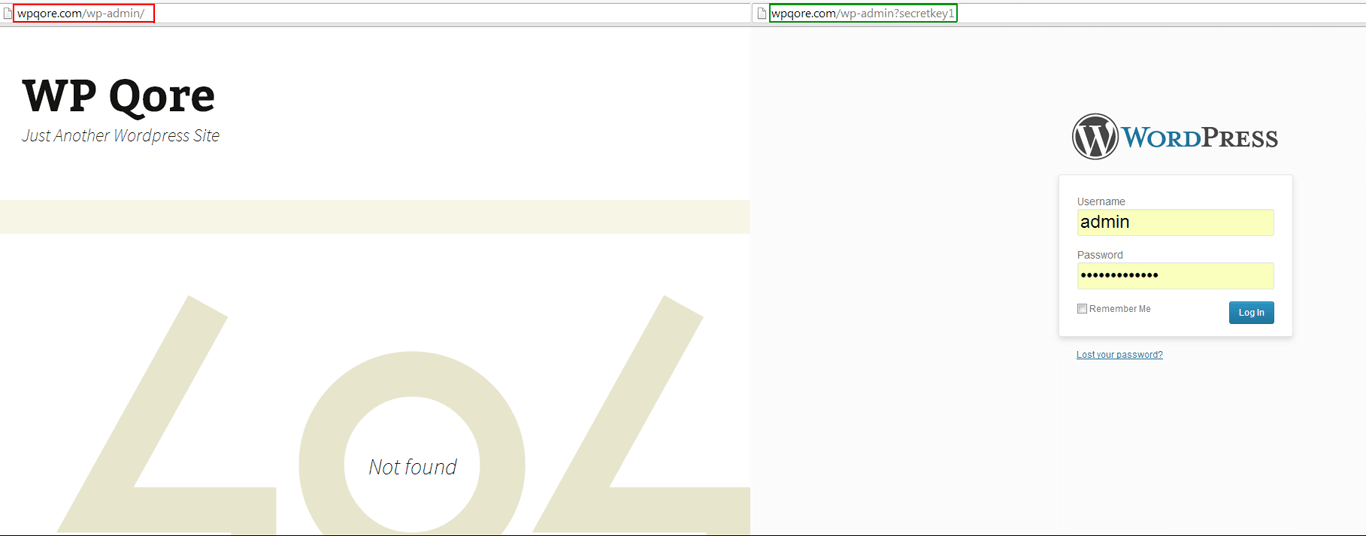 wpqore.com/wp-admin/
WP Qore
Just Another Wordpress Site
404
Not found
wpqore.com/wp-admin?secretkey1
WORDPRESS
Username
admin
Password
•••••••••••••
Remember Me
Log In
Lost your password?